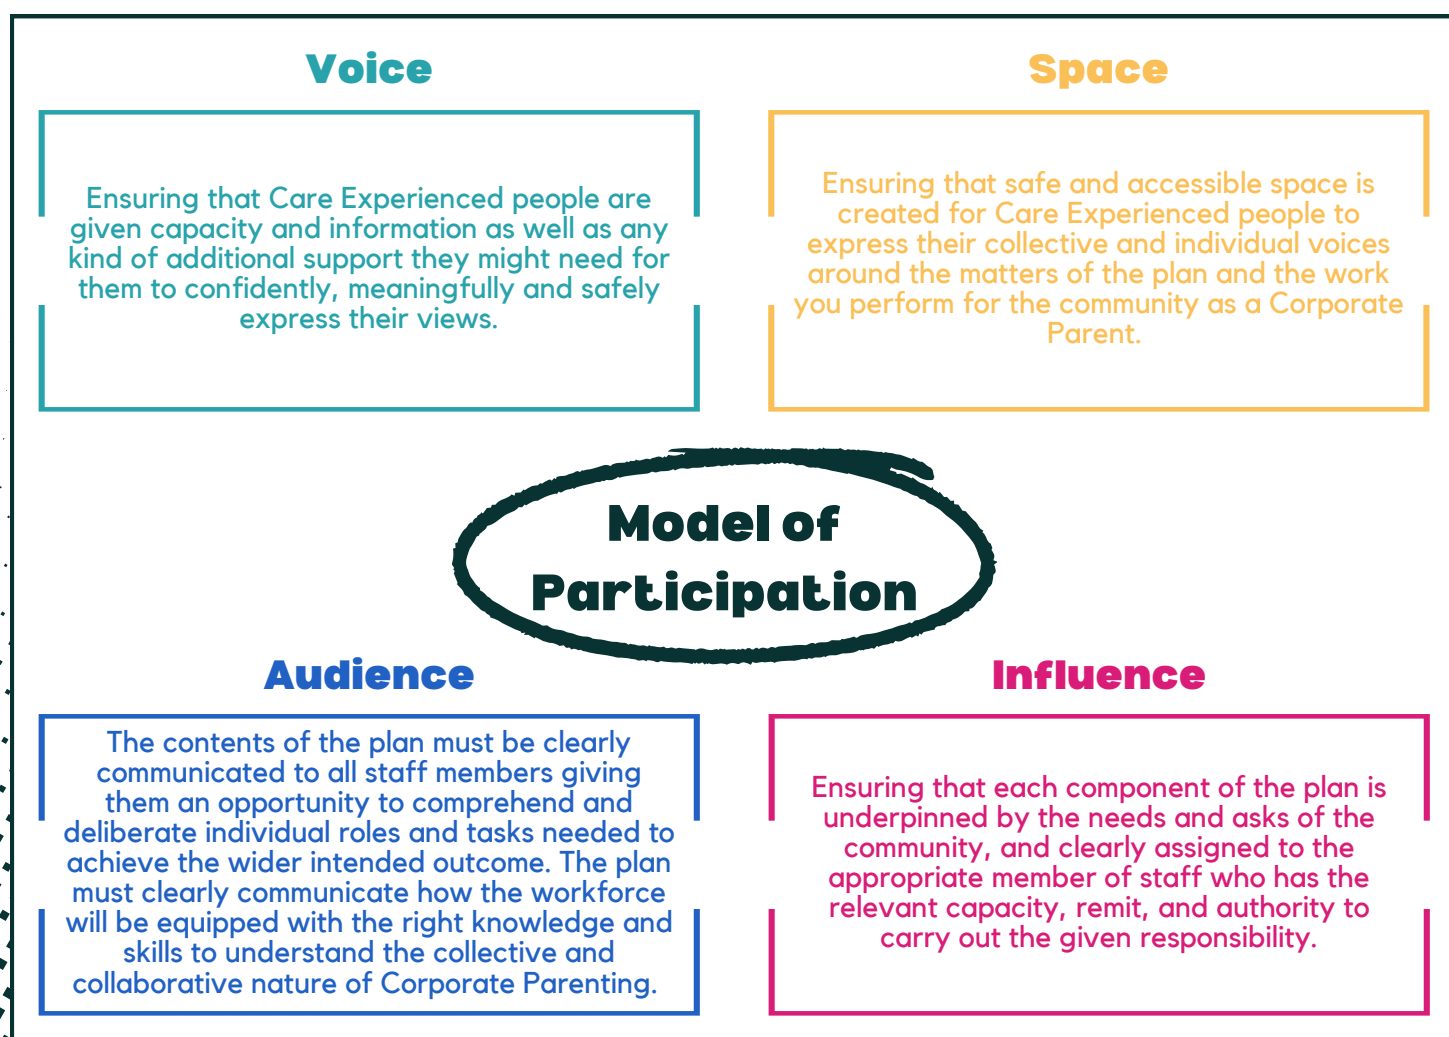 Voice
Ensuring that Care Experienced people are
given capacity and information as well as any
kind of additional support they might need for
them to confidently, meaningfully and safely
express their views.
Space
Ensuring that safe and accessible space is
created for Care Experienced people to
express their collective and individual voices
around the matters of the plan and the work
you perform for the community as a Corporate
Parent.
Model of
Participation
Audience
The contents of the plan must be clearly
communicated to all staff members giving
them an opportunity to comprehend and
deliberate individual roles and tasks needed to
achieve the wider intended outcome. The plan
must clearly communicate how the workforce
will be equipped with the right knowledge and
skills to understand the collective and
collaborative nature of Corporate Parenting.
Influence
Ensuring that each component of the plan is
underpinned by the needs and asks of the
community, and clearly assigned to the
appropriate member of staff who has the
relevant capacity, remit, and authority to
carry out the given responsibility.